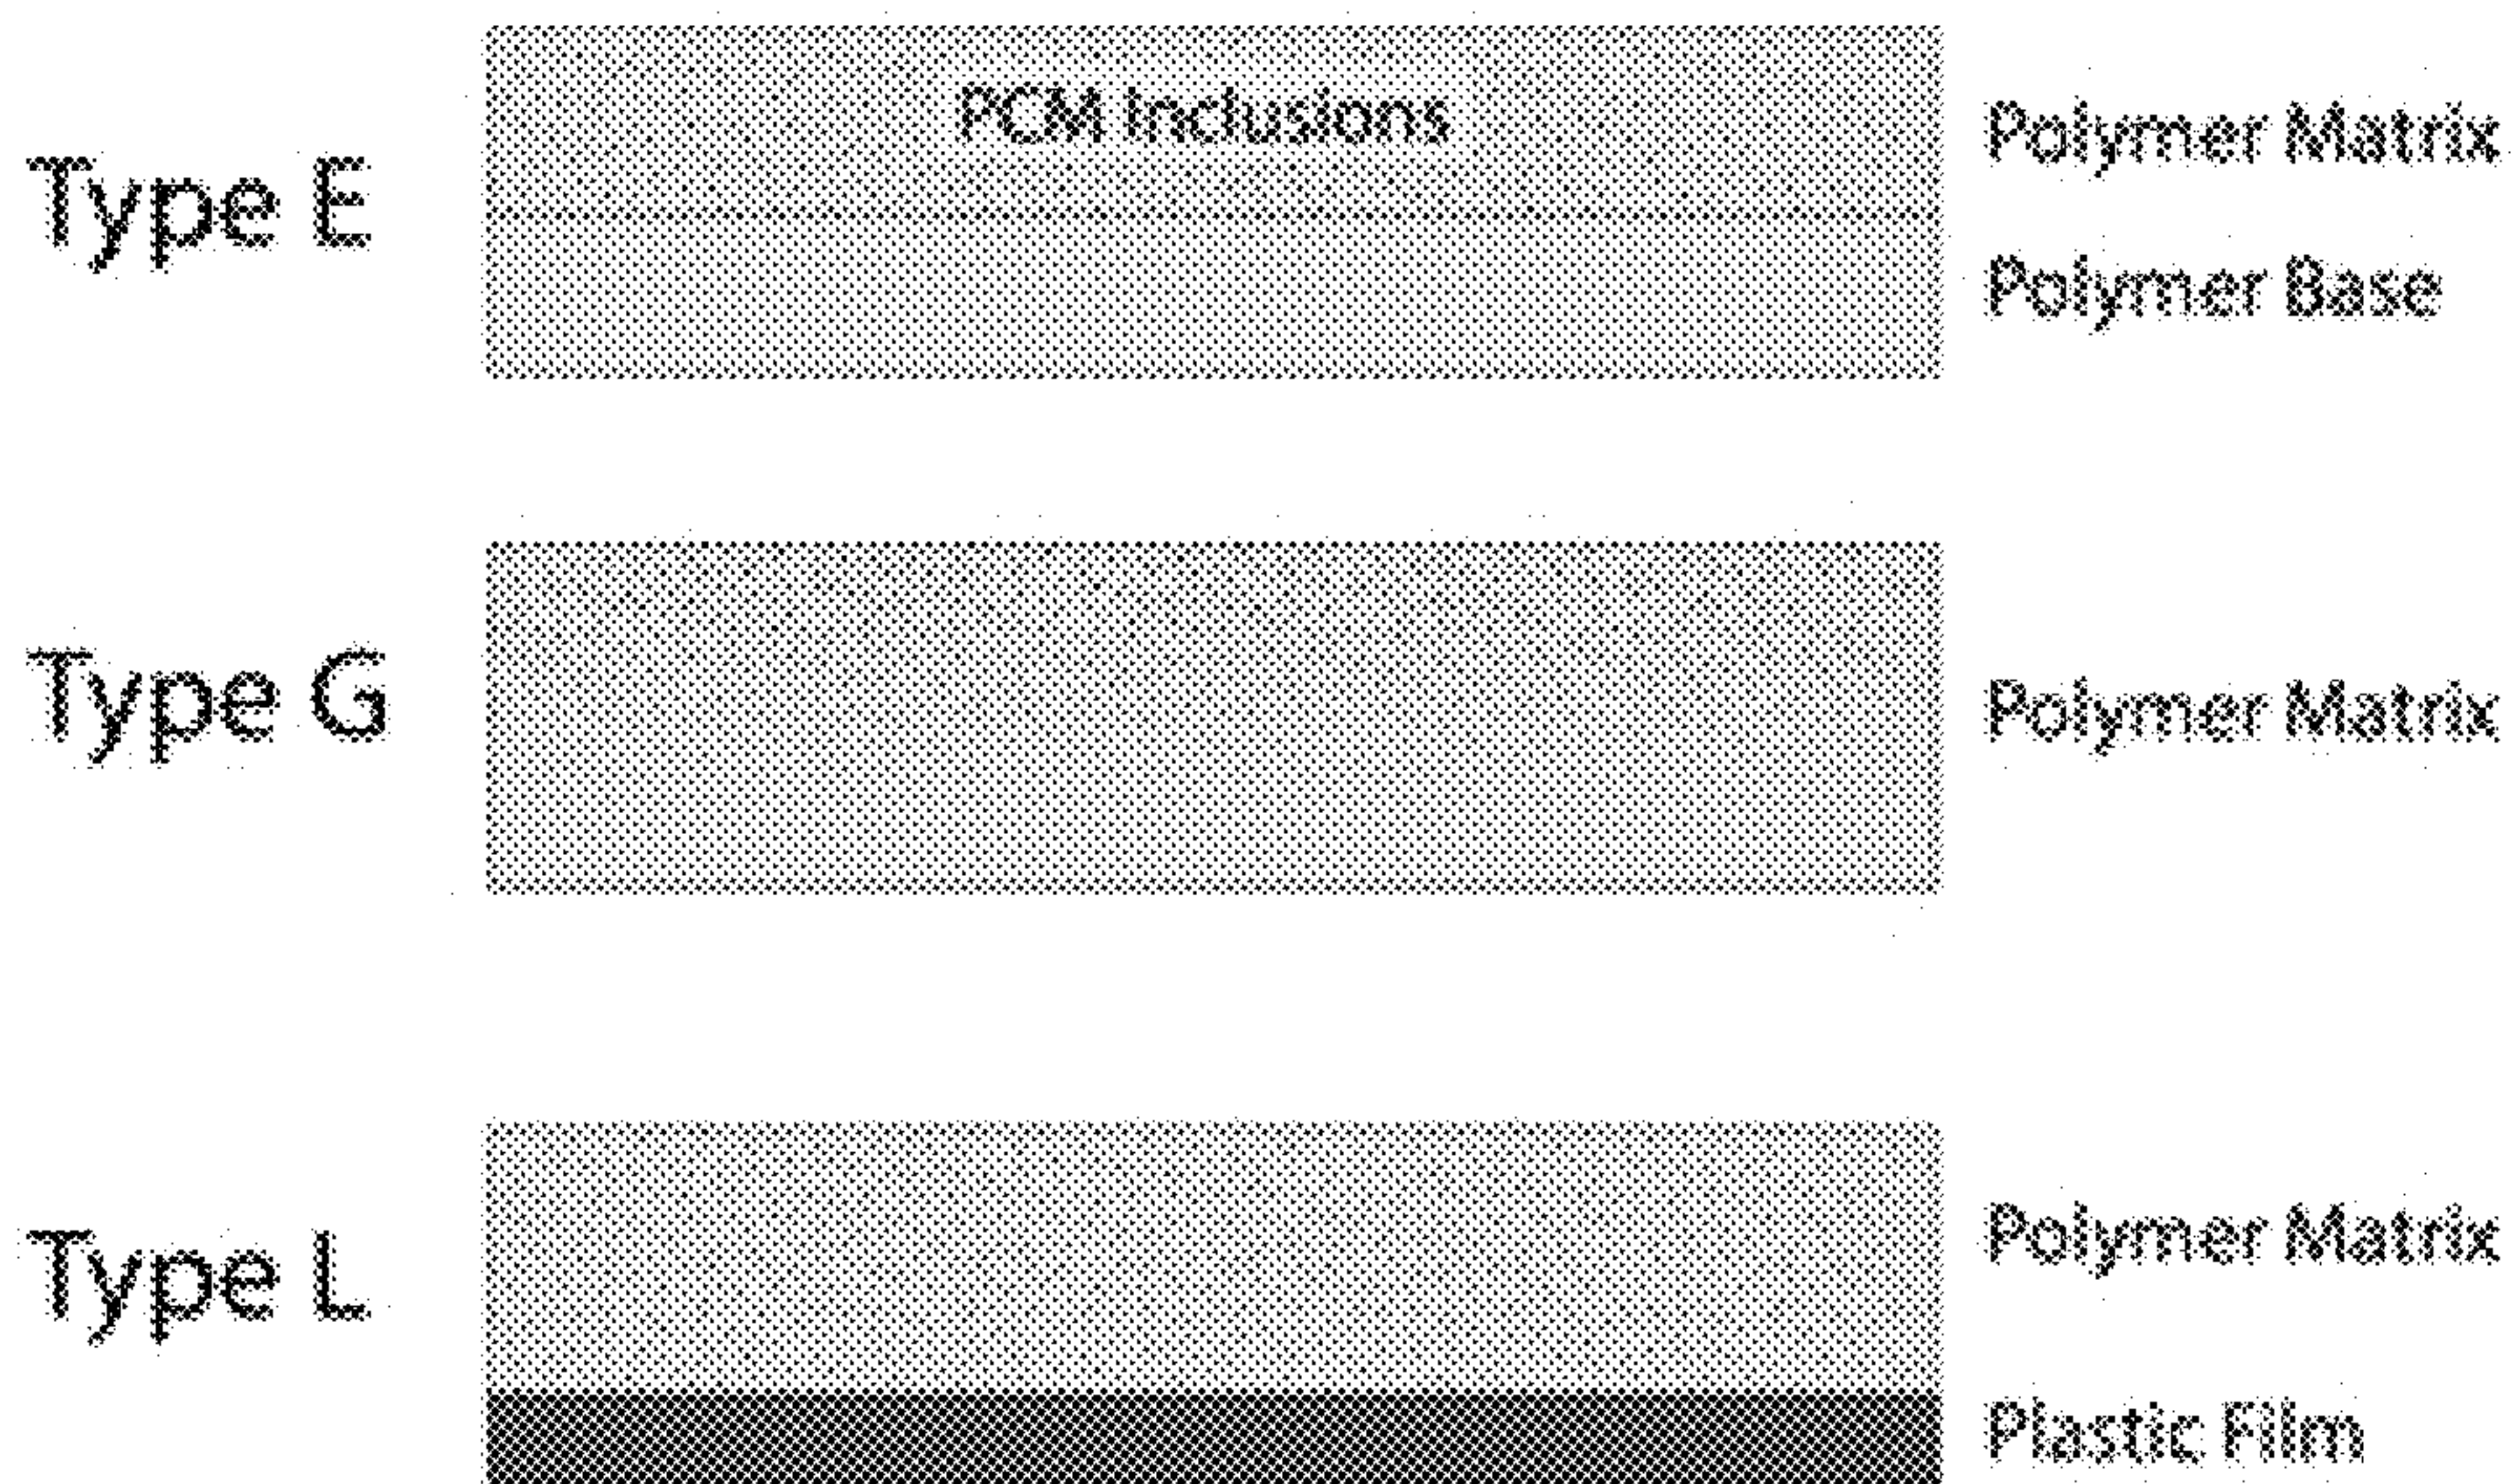 PCM Inclusions
Polymer Matrix
Type E
Polymer Base
Type G
Polymer Matrix
Type L
Polymer Matrix
Plastic Film